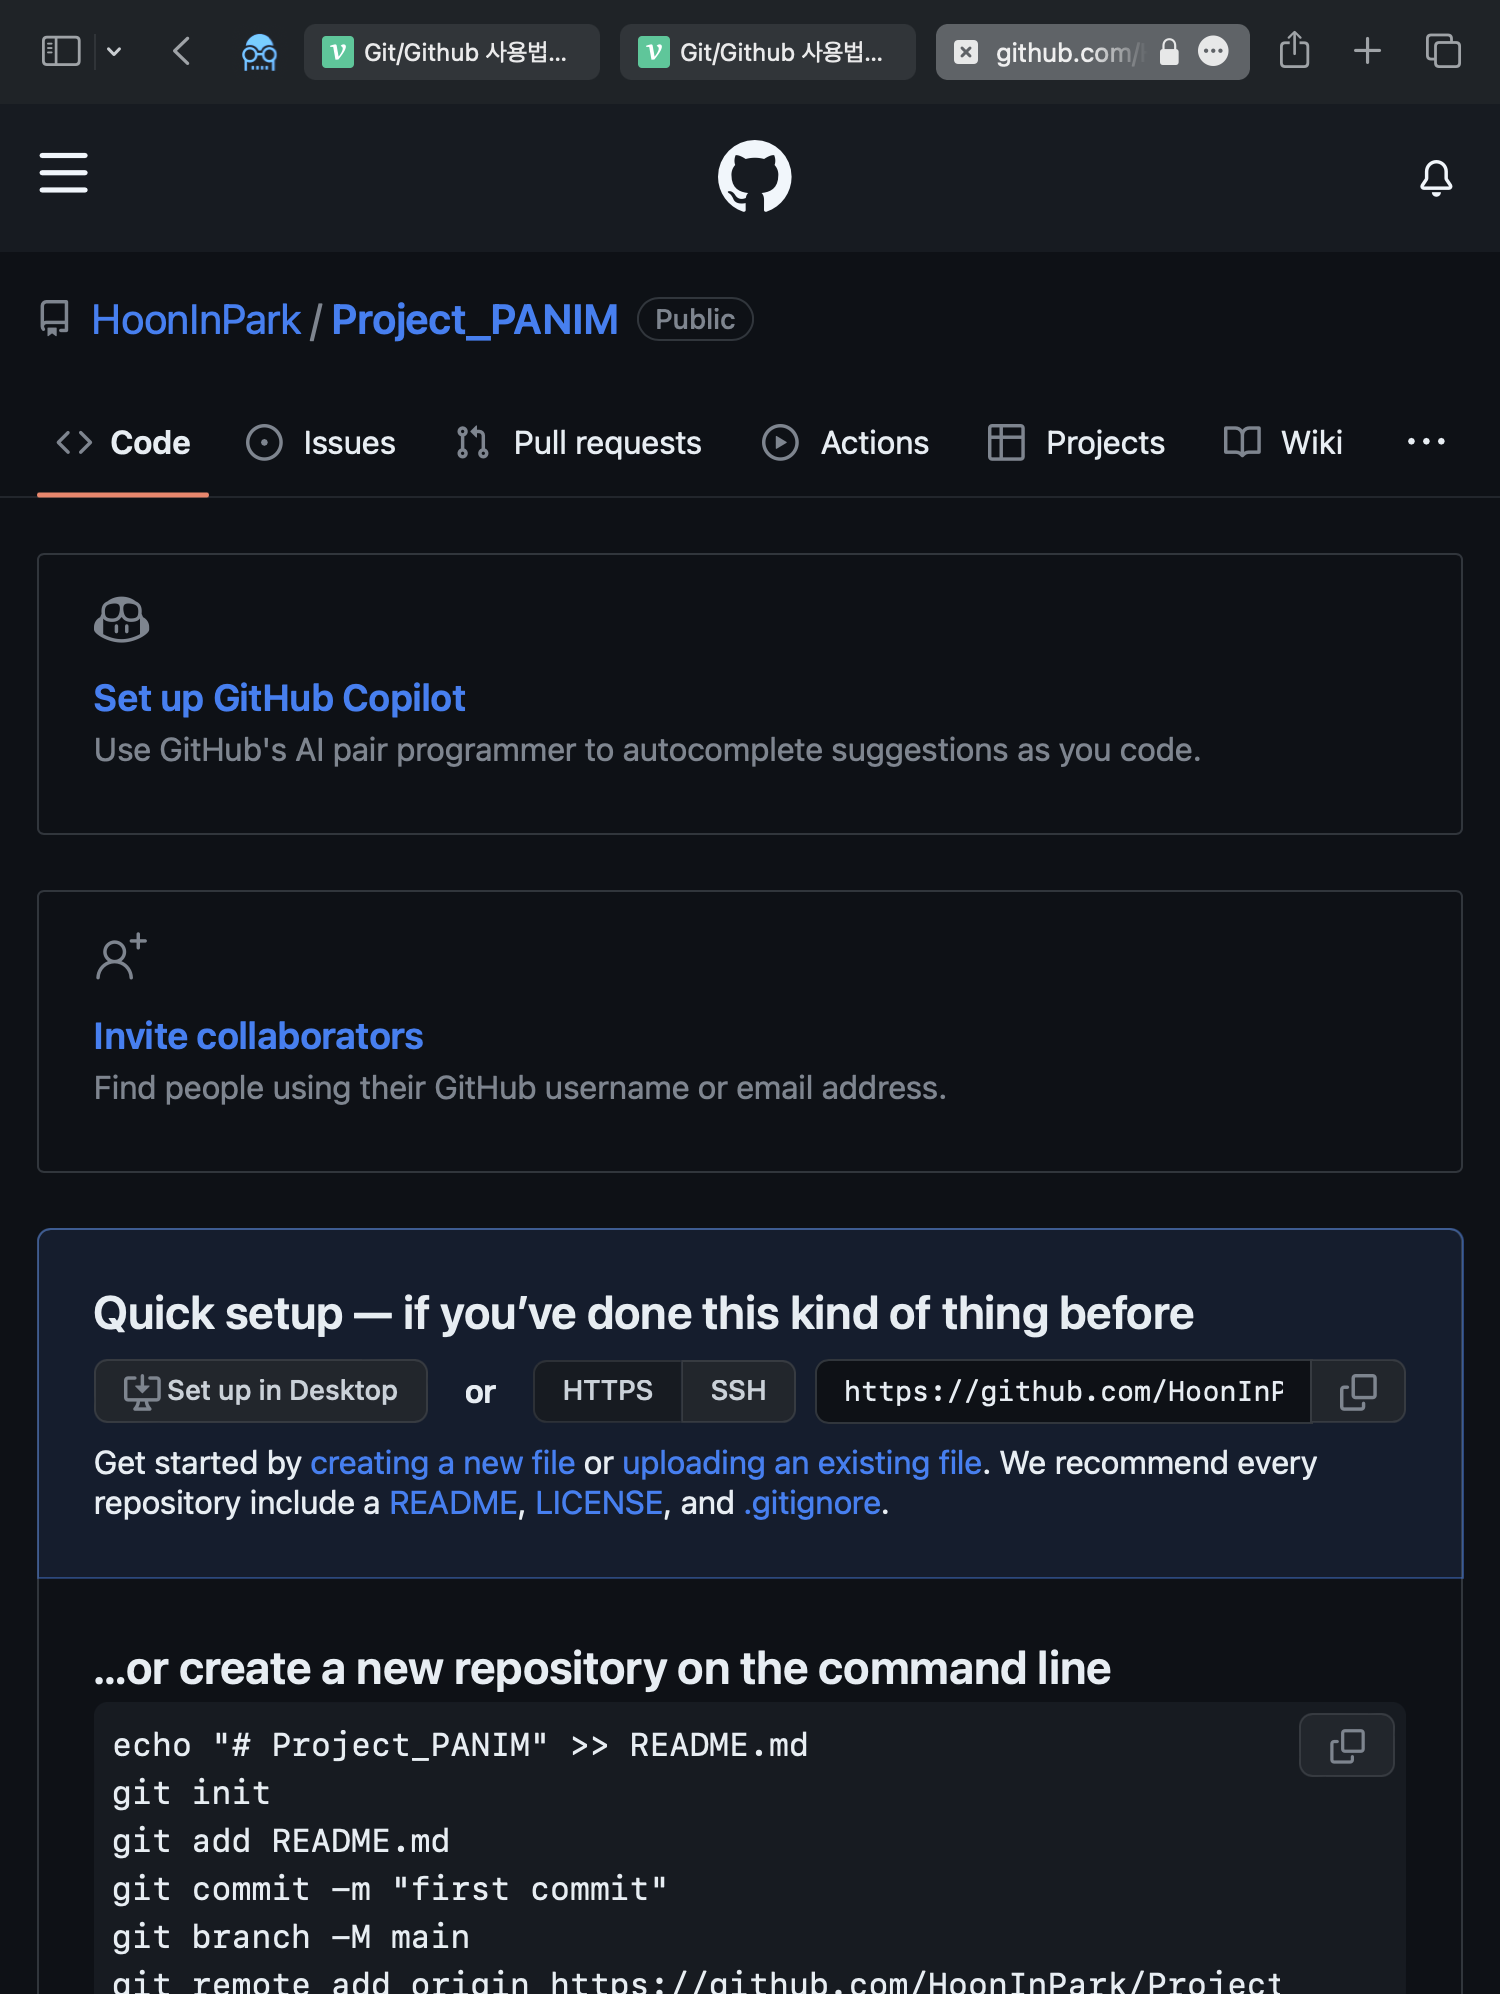 Git/Github 사용법...
Git/Github 사용법...
github.com/
HoonInPark / Project_PANIM Public
Code Issues Pull requests Actions Projects Wiki
Set up GitHub Copilot
Use GitHub's AI pair programmer to autocomplete suggestions as you code.
Invite collaborators
Find people using their GitHub username or email address.
Quick setup — if you’ve done this kind of thing before
Set up in Desktop or HTTPS SSH https://github.com/HoonInP
Get started by creating a new file or uploading an existing file. We recommend every
repository include a README, LICENSE, and .gitignore.
…or create a new repository on the command line
echo "# Project_PANIM" >> README.md
git init
git add README.md
git commit -m "first commit"
git branch -M main
git remote add origin https://github.com/HoonInPark/Project